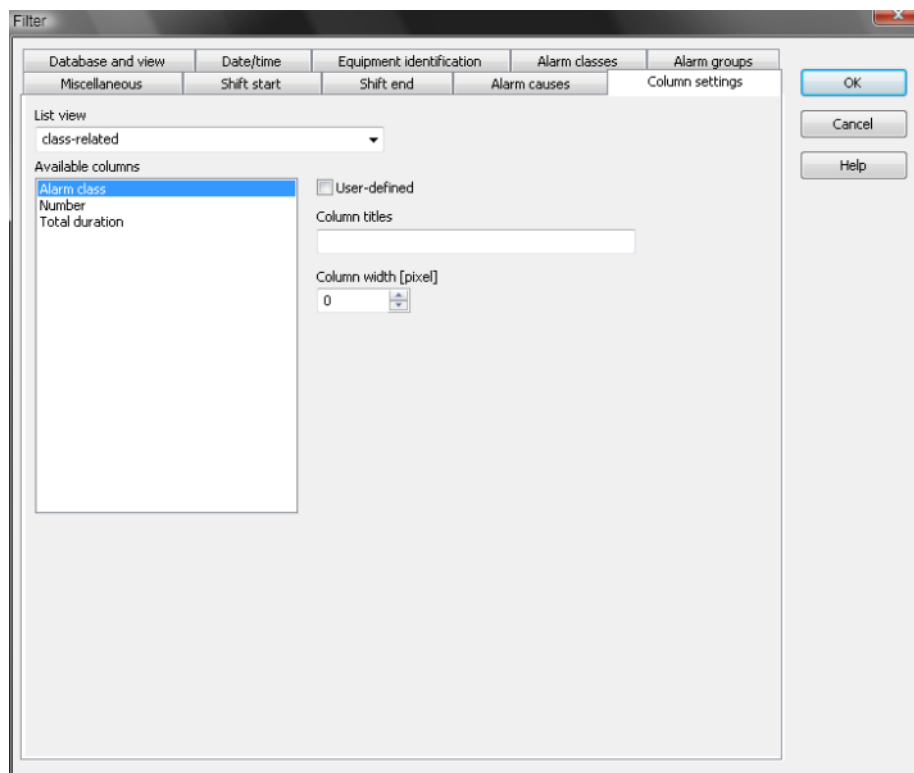 Filter
Database and view Date/time Equipment identification Alarm classes Alarm groups
Miscellaneous Shift start Shift end Alarm causes Column settings
OK
List view
class-related
Cancel
Available columns
Help
Alarm class
User-defined
Number
Column titles
Total duration
Column width [pixel]
0